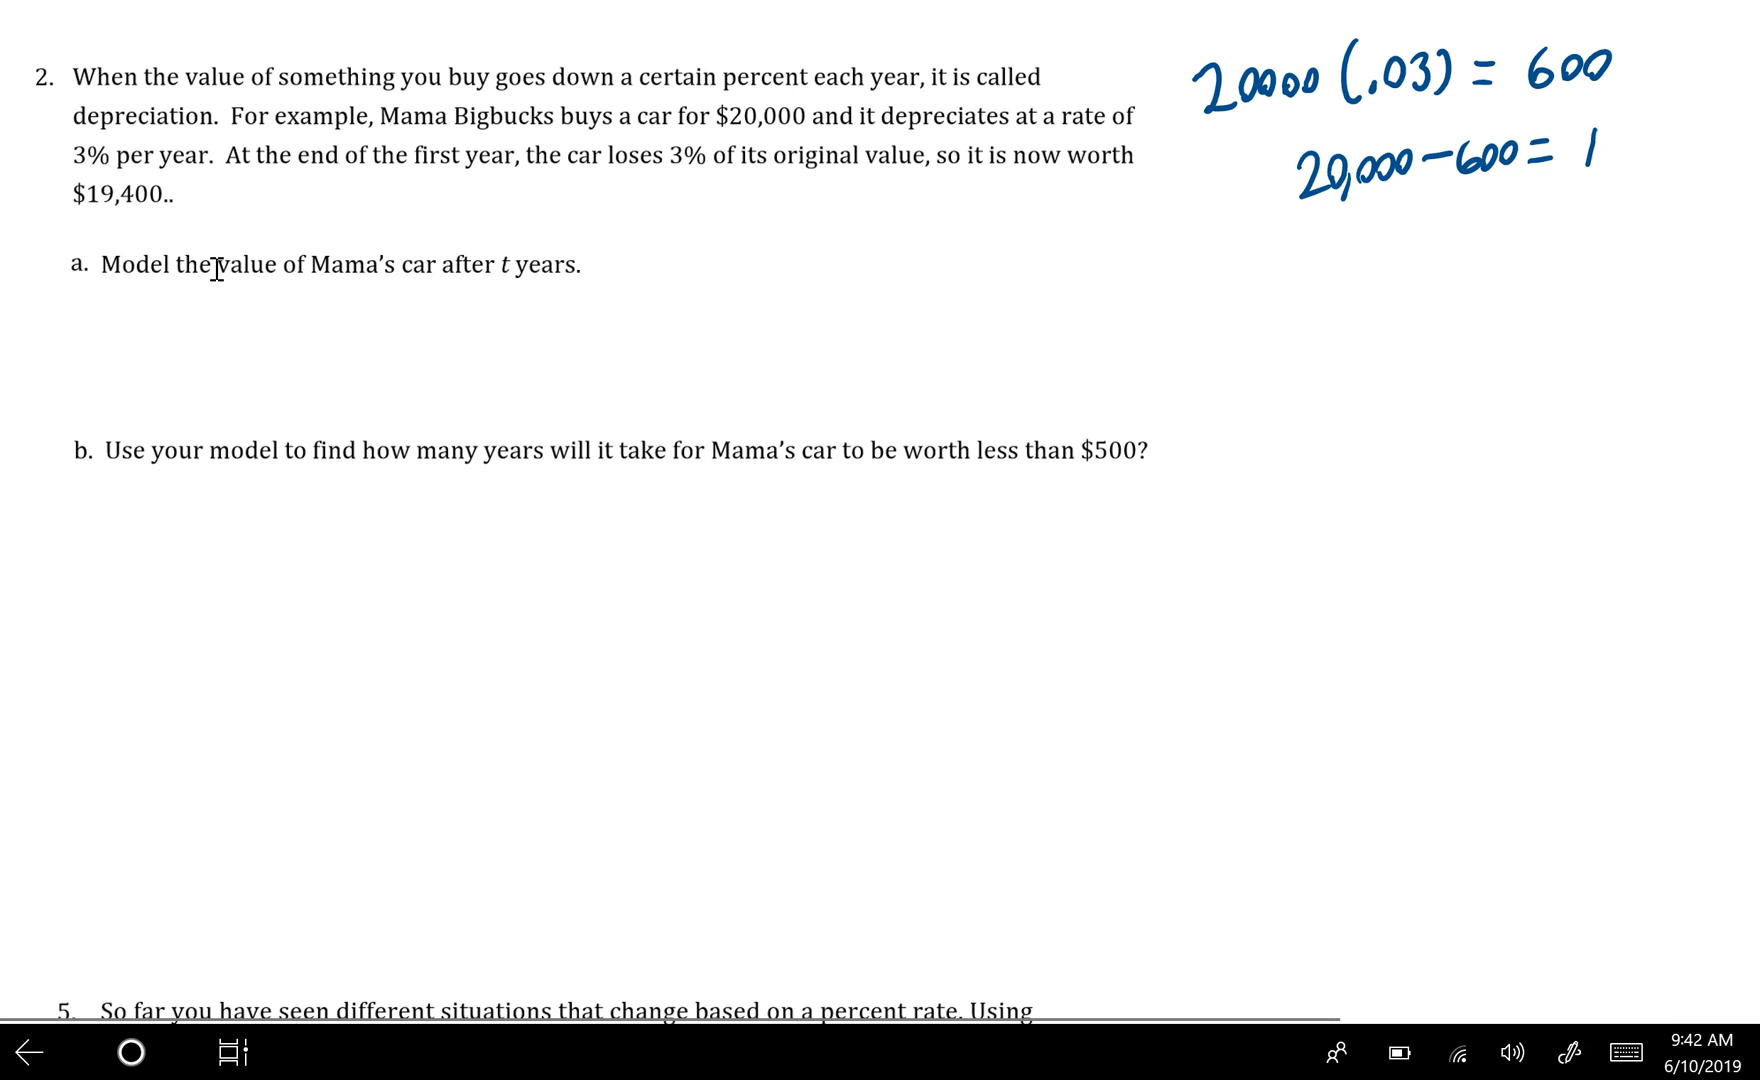 2. When the value of something you buy goes down a certain percent each year, it is called
depreciation. For example, Mama Bigbucks buys a car for $20,000 and it depreciates at a rate of
3% per year. At the end of the first year, the car loses 3% of its original value, so it is now worth
$19,400..
20000 (.03) = 600
20,000-600= 1
a. Model the value of Mama's car after t years.
b. Use your model to find how many years will it take for Mama's car to be worth less than $500?
5. So far you have seen different situations that change based on a percent rate. Using
9:42 AM
6/10/2019